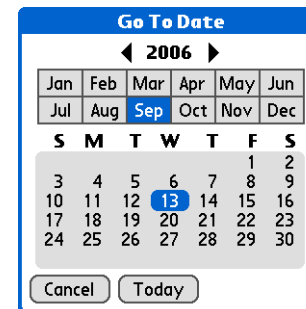 Go To Date
2006
Jan Feb Mar Apr May Jun
Jul Aug Sep Oct Nov Dec
S M T W T F S
1 2
3 4 5 6 7 8 9
10 11 12 13 14 15 16
17 18 19 20 21 22 23
24 25 26 27 28 29 30
Cancel Today